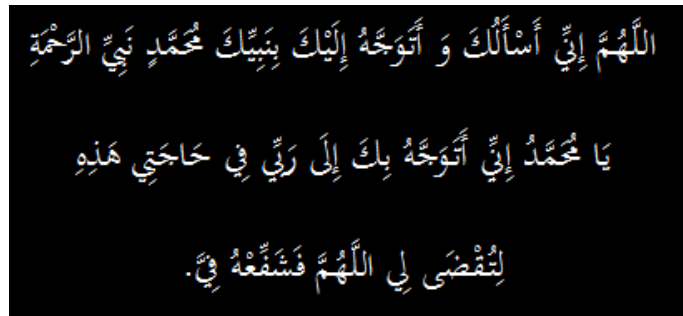 اللَّهُمَّ إِنِّي أَسْأَلُكَ وَ أَتَوَجَّهُ إِلَيْكَ بِنَبِيِّكَ مُحَمَّدٍ نَبِيِّ الرَّحْمَةِ
يَا مُحَمَّدُ إِنِّي أَتَوَجَّهُ بِكَ إِلَى رَبِّي فِي حَاجَتِي هَذِهِ
لِتُقْضَى لِي اللَّهُمَّ فَشَفِّعْهُ فِيَّ.